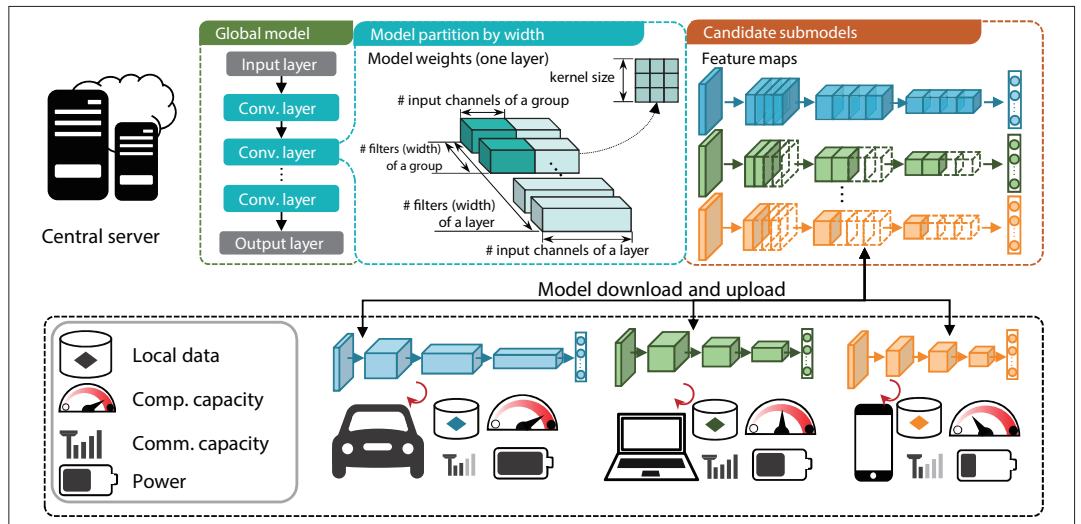 Global model
Model partition by width
Candidate submodels
Input layer
Conv. layer
Conv. layer
Conv. layer
Output layer
Central server
Model weights (one layer)
kernel size
# input channels of a group
# filters (width)
of a group
# filters (width)
of a layer
# input channels of a layer
Feature maps
Model download and upload
Local data
Comp. capacity
Comm. capacity
Power